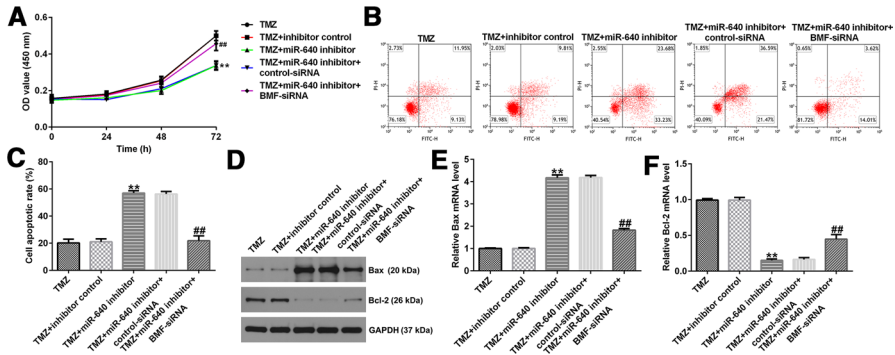 A
OD value (450 nm)
0.6
0.4
0.2
0.0
0
24
48
72
Time (h)
##
**
TMZ
TMZ+inhibitor control
TMZ+miR-640 inhibitor
TMZ+miR-640 inhibitor+
control-siRNA
TMZ+miR-640 inhibitor+
BMF-siRNA
B
TMZ
PI-H
2.73%
11.95%
76.18%
9.13%
FITC-H
TMZ+inhibitor control
PI-H
2.03%
9.81%
78.98%
9.19%
FITC-H
TMZ+miR-640 inhibitor
PI-H
2.55%
23.68%
40.54%
33.23%
FITC-H
TMZ+miR-640 inhibitor+
control-siRNA
PI-H
1.85%
36.59%
40.09%
21.47%
FITC-H
TMZ+miR-640 inhibitor+
BMF-siRNA
PI-H
0.65%
3.62%
81.72%
14.01%
FITC-H
C
Cell apoptotic rate (%)
80
60
40
20
0
**
##
TMZ
TMZ+inhibitor control
TMZ+miR-640 inhibitor
TMZ+miR-640 inhibitor+
control-siRNA
TMZ+miR-640 inhibitor+
BMF-siRNA
D
TMZ
TMZ+inhibitor control
TMZ+miR-640 inhibitor
TMZ+miR-640 inhibitor+
control-siRNA
TMZ+miR-640 inhibitor+
BMF-siRNA
Bax (20 kDa)
Bcl-2 (26 kDa)
GAPDH (37 kDa)
E
Relative Bax mRNA level
5
4
3
2
1
0
**
##
TMZ
TMZ+inhibitor control
TMZ+miR-640 inhibitor
TMZ+miR-640 inhibitor+
control-siRNA
TMZ+miR-640 inhibitor+
BMF-siRNA
F
Relative Bcl-2 mRNA level
1.5
1.0
0.5
0.0
**
##
TMZ
TMZ+inhibitor control
TMZ+miR-640 inhibitor
TMZ+miR-640 inhibitor+
control-siRNA
TMZ+miR-640 inhibitor+
BMF-siRNA